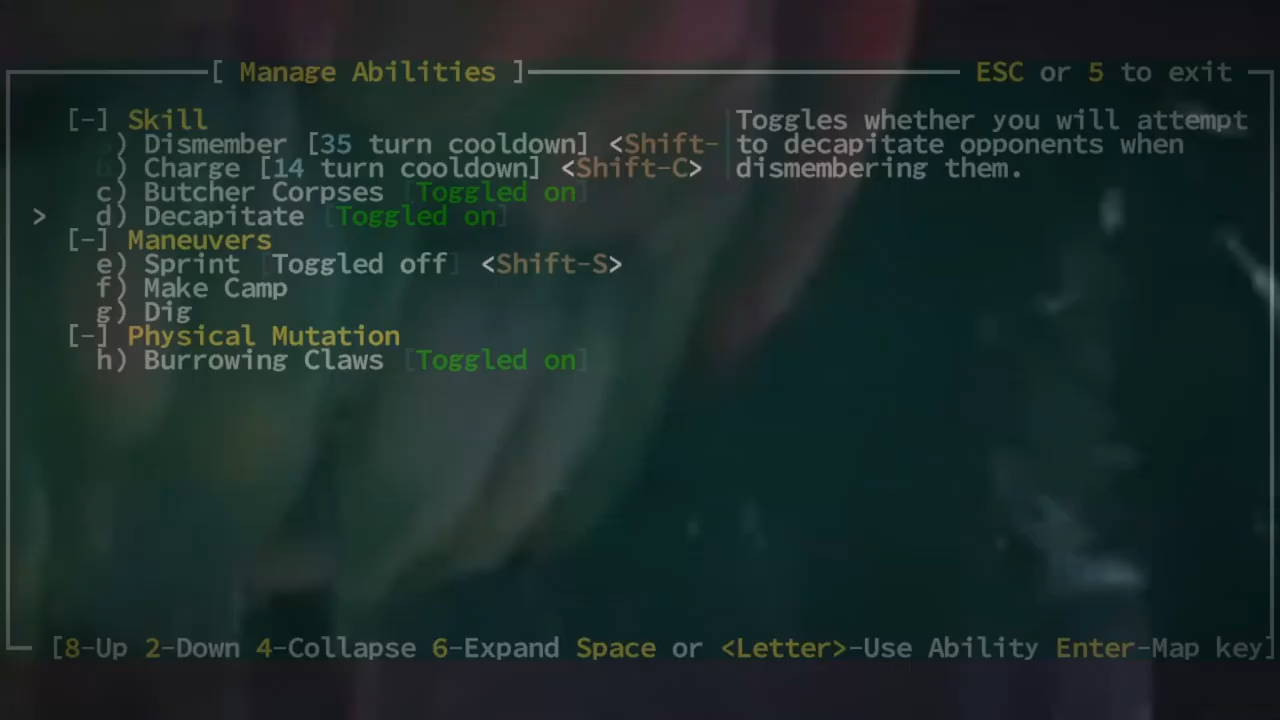 [ Manage Abilities ] ESC or 5 to exit
[-] Skill
) Dismember [35 turn cooldown] <Shift-
b) Charge [14 turn cooldown] <Shift-C>
c) Butcher Corpses [Toggled on]
> d) Decapitate [Toggled on]
[-] Maneuvers
e) Sprint [Toggled off] <Shift-S>
f) Make Camp
g) Dig
[-] Physical Mutation
h) Burrowing Claws [Toggled on]
Toggles whether you will attempt
to decapitate opponents when
dismembering them.
[8-Up 2-Down 4-Collapse 6-Expand Space or <Letter>-Use Ability Enter-Map key]